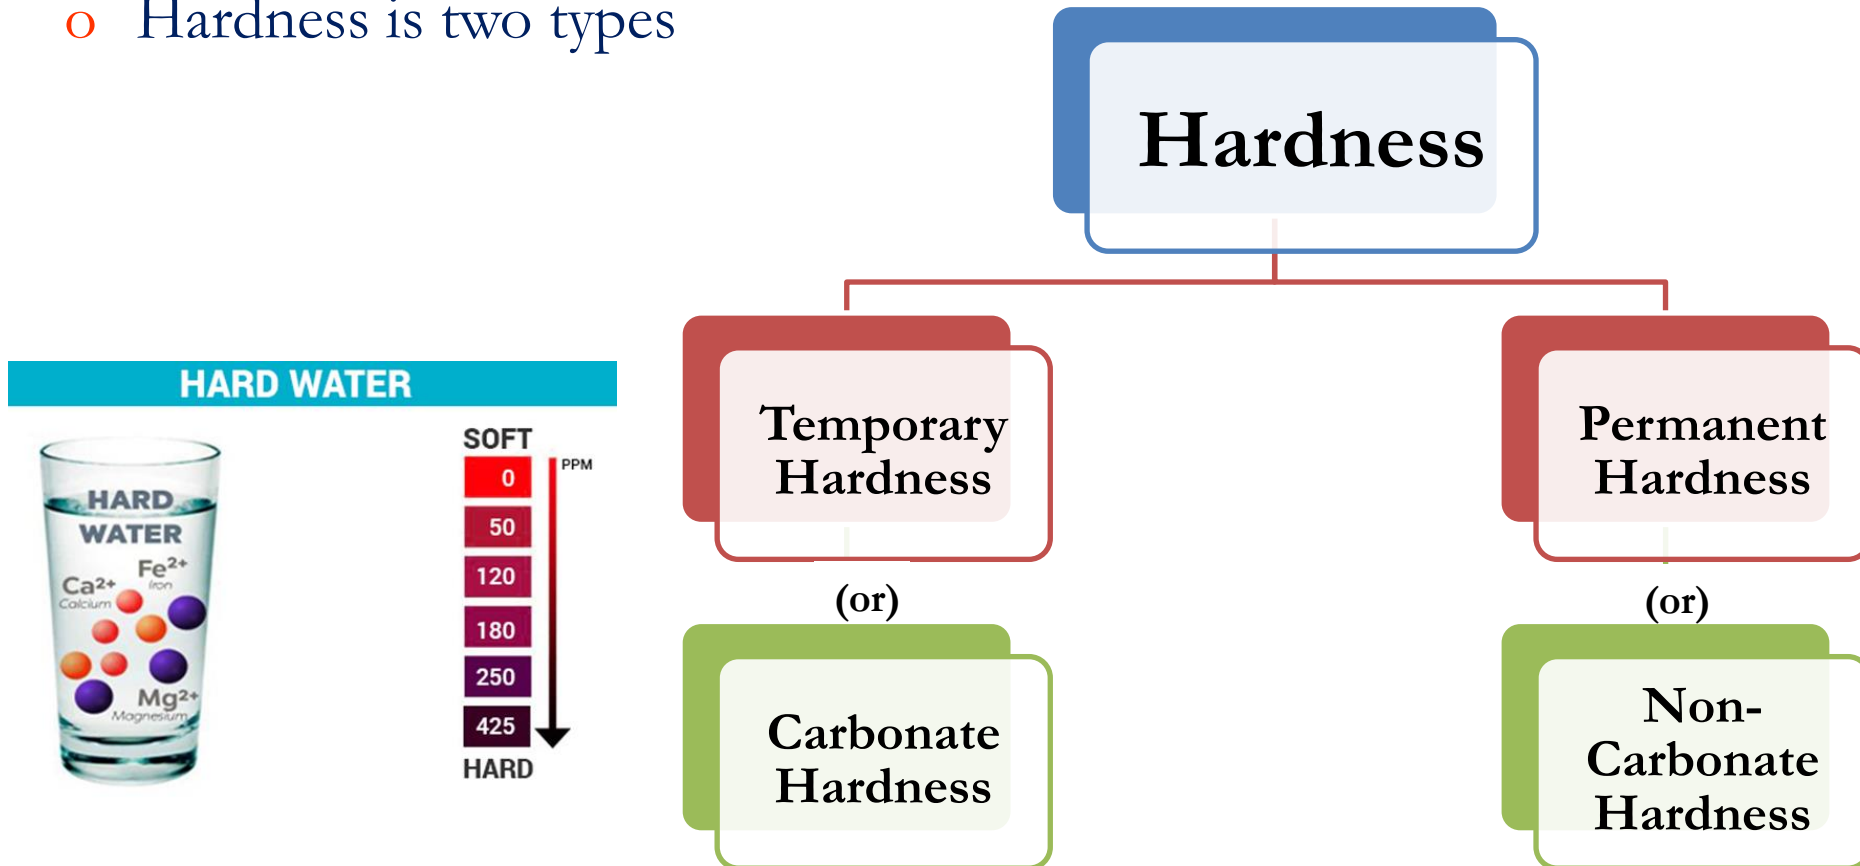 o Hardness is two types
Hardness
Temporary
Hardness
Permanent
Hardness
(or)
(or)
Carbonate
Hardness
Non-
Carbonate
Hardness
HARD WATER
HARD
WATER
Fe²⁺
Iron
Ca²⁺
Calcium
Mg²⁺
Magnesium
SOFT
PPM
0
50
120
180
250
425
HARD